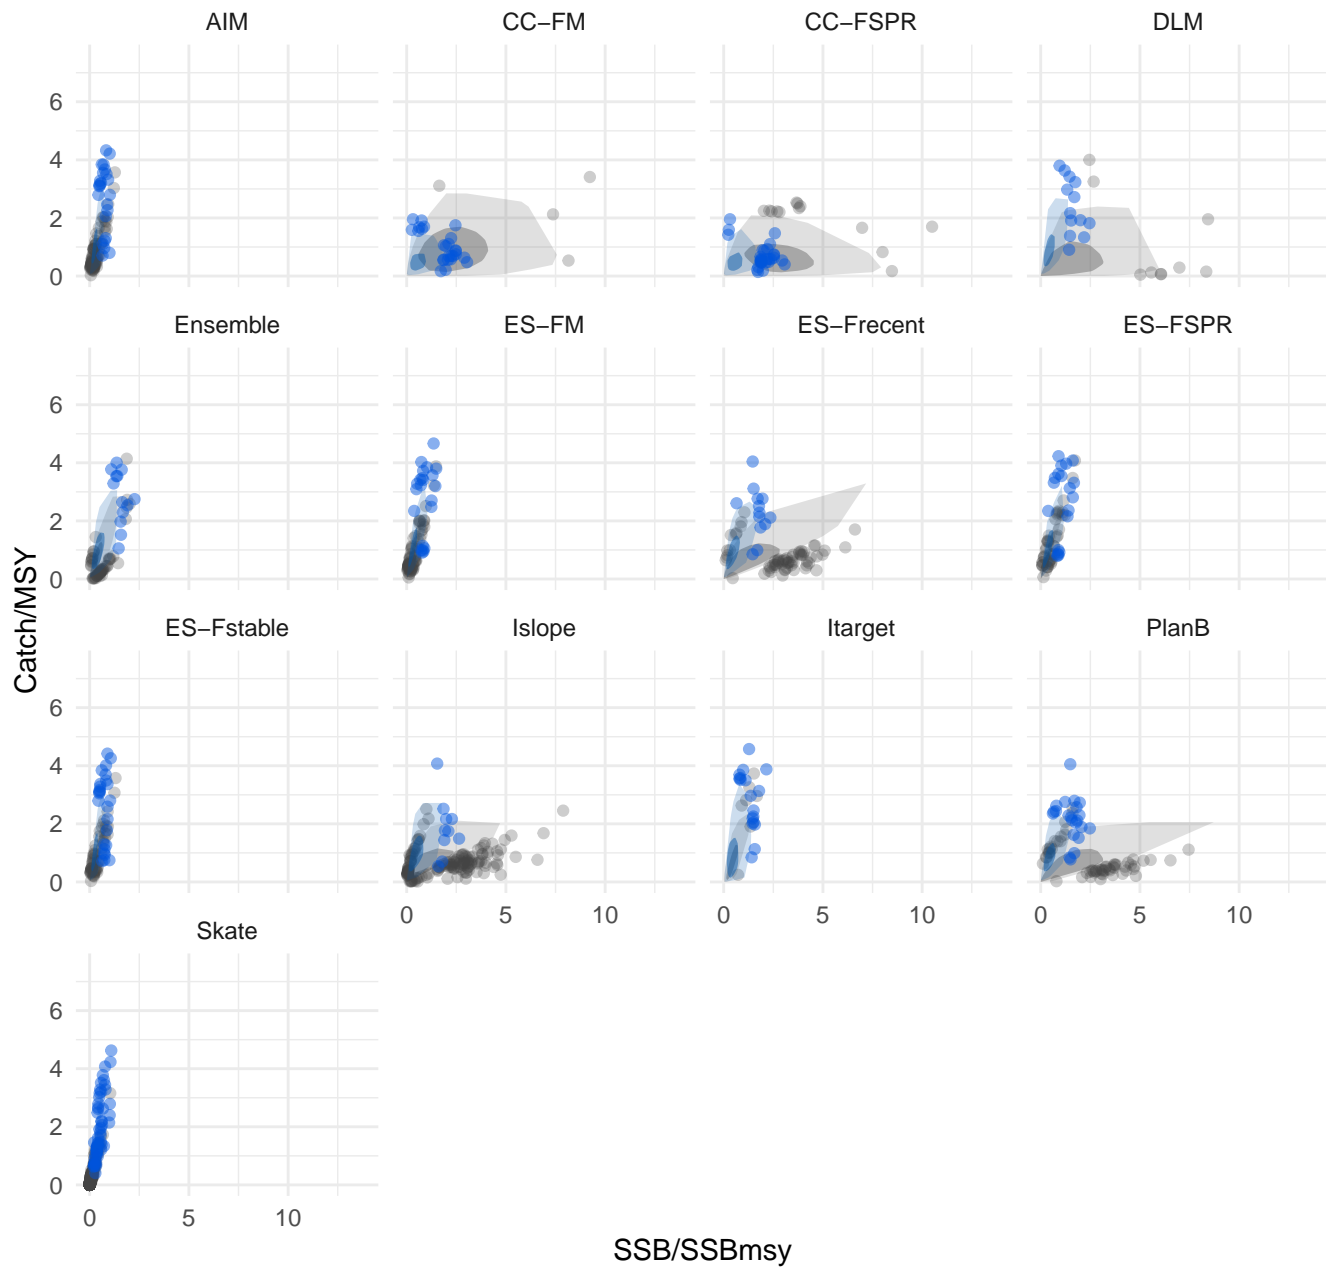 AIM CC−FM CC−FSPR DLM
6
4
2
0
Ensemble ES−FM ES−Frecent ES−FSPR
6
4
2
0
Catch/MSY
ES−Fstable Islope Itarget PlanB
6
4
2
0
0 5 10 0 5 10 0 5 10
Skate
6
4
2
0
0 5 10
SSB/SSBmsy